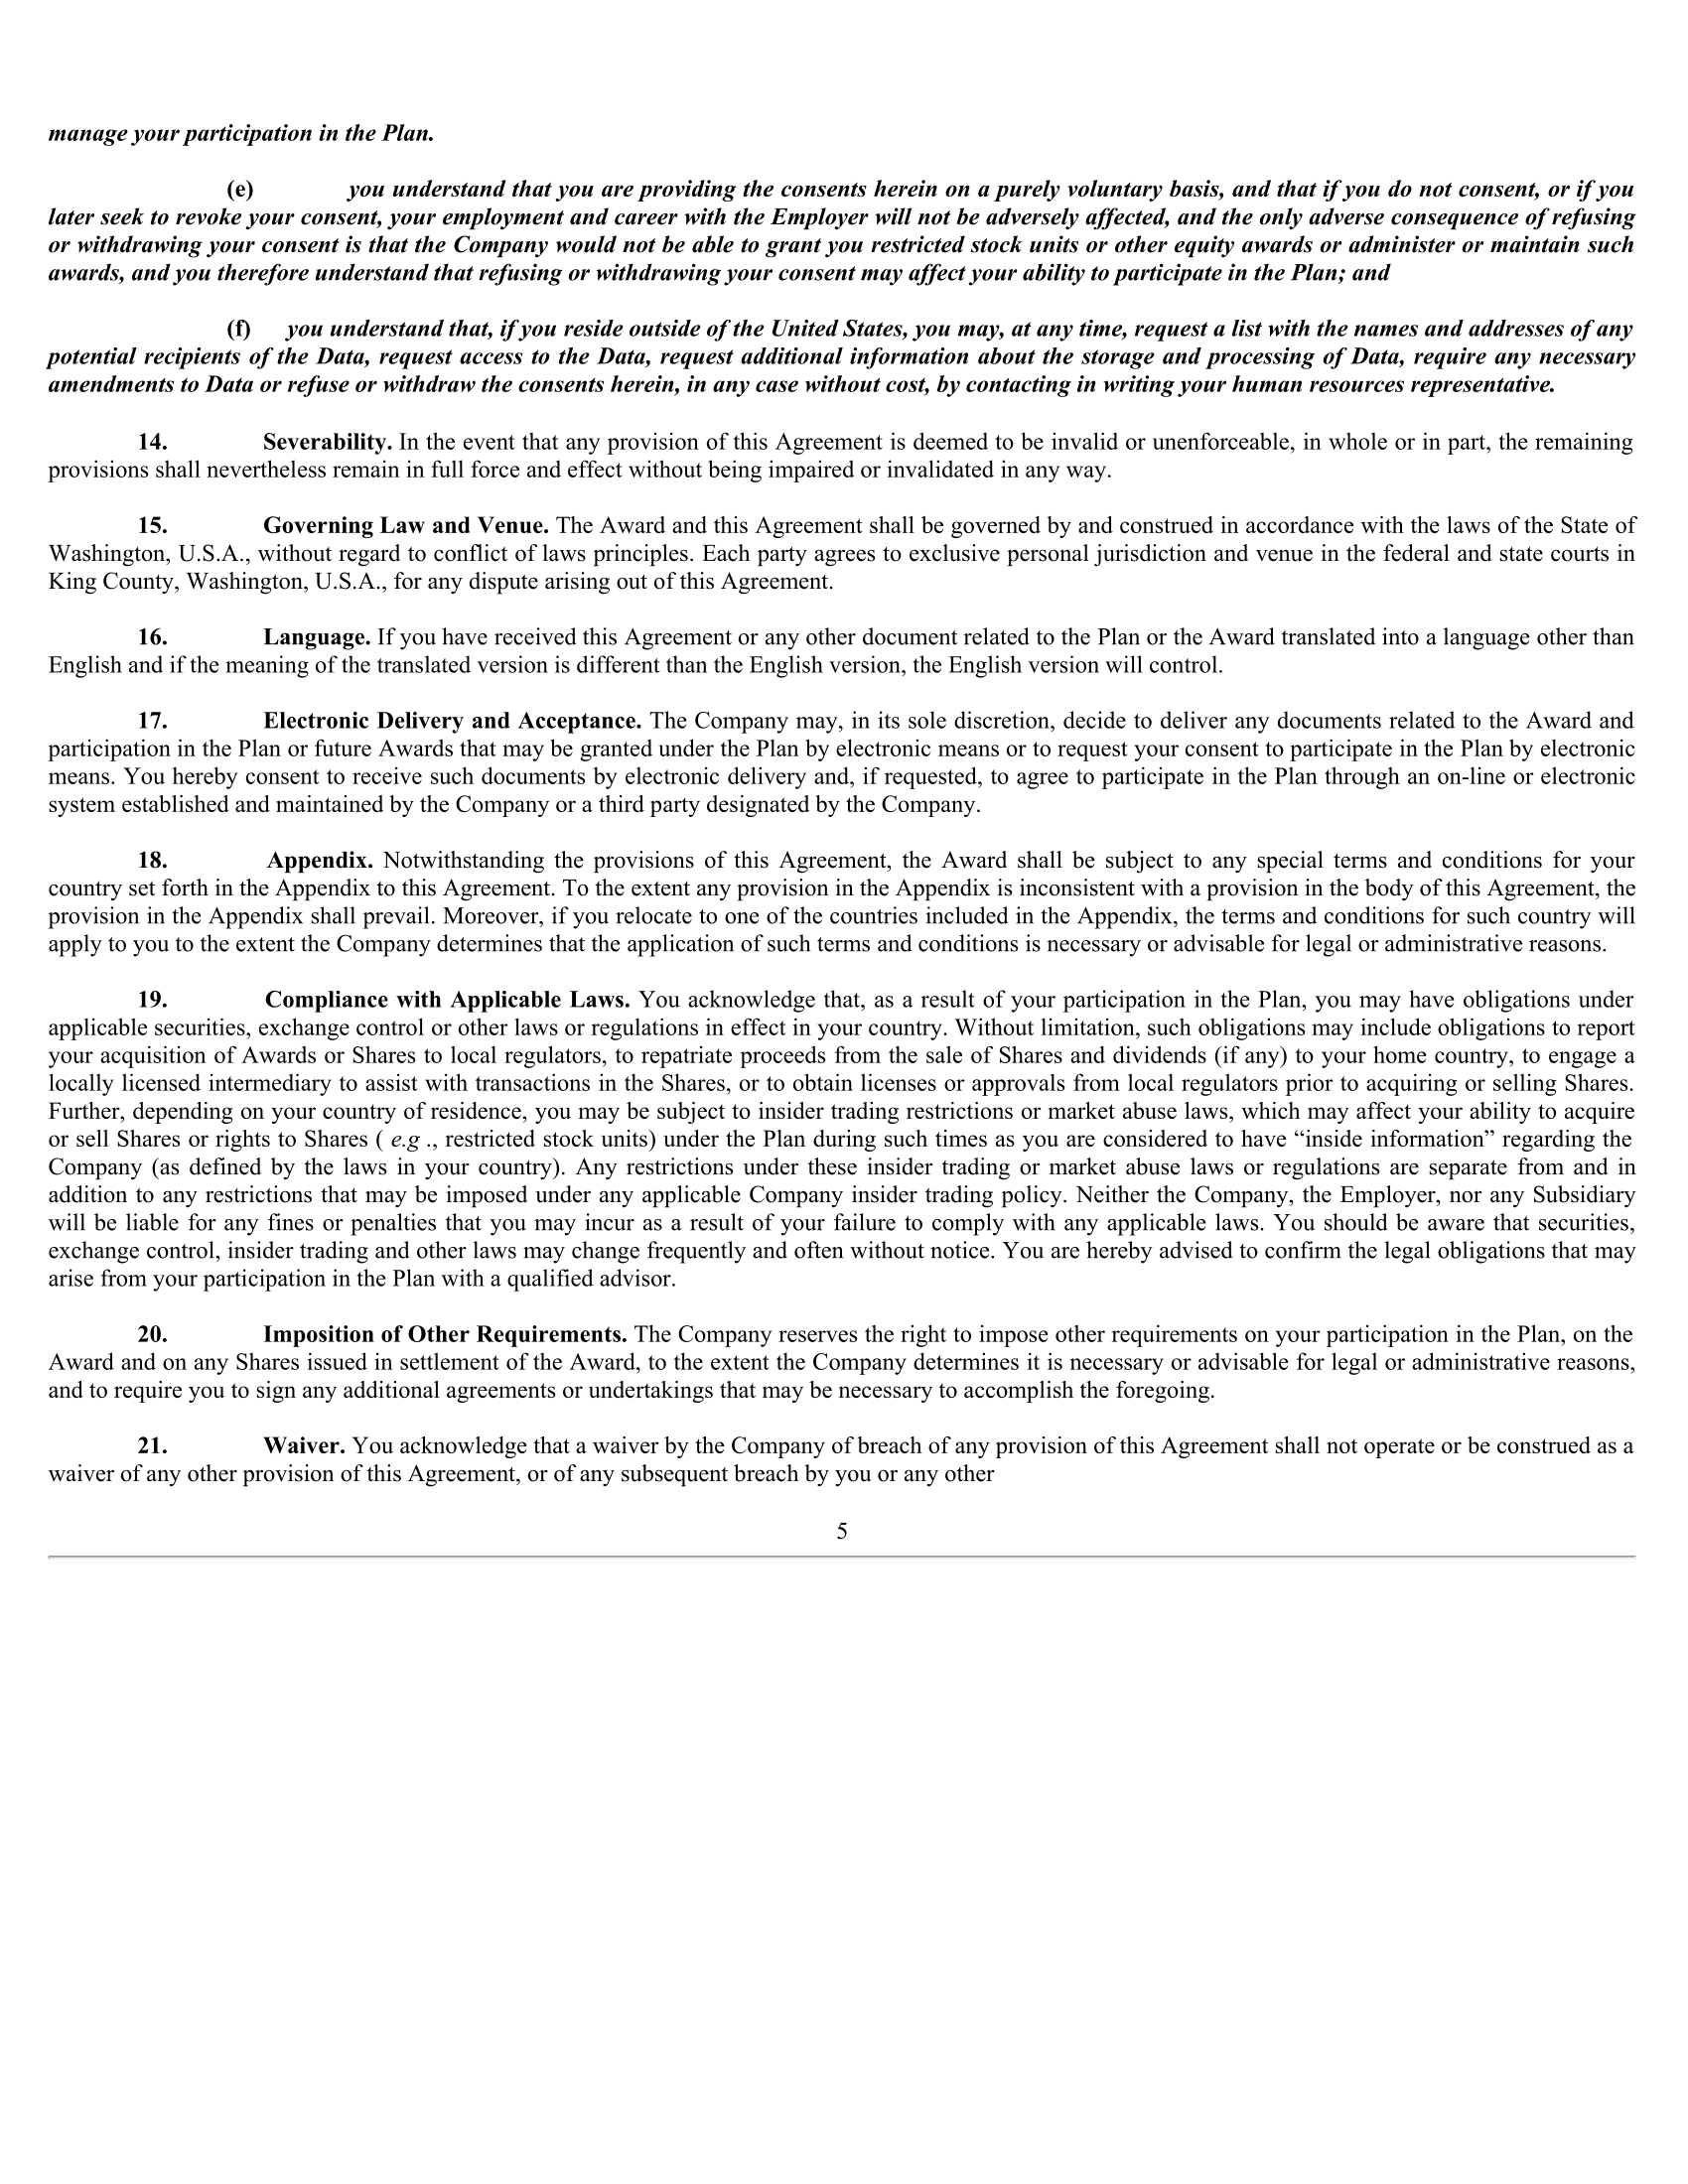 manage your participation in the Plan.
(e) you understand that you are providing the consents herein on a purely voluntary basis, and that if you do not consent, or if you
later seek to revoke your consent, your employment and career with the Employer will not be adversely affected, and the only adverse consequence of refusing
or withdrawing your consent is that the Company would not be able to grant you restricted stock units or other equity awards or administer or maintain such
awards, and you therefore understand that refusing or withdrawing your consent may affect your ability to participate in the Plan; and
(f) you understand that, if you reside outside of the United States, you may, at any time, request a list with the names and addresses of any
potential recipients of the Data, request access to the Data, request additional information about the storage and processing of Data, require any necessary
amendments to Data or refuse or withdraw the consents herein, in any case without cost, by contacting in writing your human resources representative.
14. Severability. In the event that any provision of this Agreement is deemed to be invalid or unenforceable, in whole or in part, the remaining
provisions shall nevertheless remain in full force and effect without being impaired or invalidated in any way.
15. Governing Law and Venue. The Award and this Agreement shall be governed by and construed in accordance with the laws of the State of
Washington, U.S.A., without regard to conflict of laws principles. Each party agrees to exclusive personal jurisdiction and venue in the federal and state courts in
King County, Washington, U.S.A., for any dispute arising out of this Agreement.
16. Language. If you have received this Agreement or any other document related to the Plan or the Award translated into a language other than
English and if the meaning of the translated version is different than the English version, the English version will control.
17. Electronic Delivery and Acceptance. The Company may, in its sole discretion, decide to deliver any documents related to the Award and
participation in the Plan or future Awards that may be granted under the Plan by electronic means or to request your consent to participate in the Plan by electronic
means. You hereby consent to receive such documents by electronic delivery and, if requested, to agree to participate in the Plan through an on-line or electronic
system established and maintained by the Company or a third party designated by the Company.
18. Appendix. Notwithstanding the provisions of this Agreement, the Award shall be subject to any special terms and conditions for your
country set forth in the Appendix to this Agreement. To the extent any provision in the Appendix is inconsistent with a provision in the body of this Agreement, the
provision in the Appendix shall prevail. Moreover, if you relocate to one of the countries included in the Appendix, the terms and conditions for such country will
apply to you to the extent the Company determines that the application of such terms and conditions is necessary or advisable for legal or administrative reasons.
19. Compliance with Applicable Laws. You acknowledge that, as a result of your participation in the Plan, you may have obligations under
applicable securities, exchange control or other laws or regulations in effect in your country. Without limitation, such obligations may include obligations to report
your acquisition of Awards or Shares to local regulators, to repatriate proceeds from the sale of Shares and dividends (if any) to your home country, to engage a
locally licensed intermediary to assist with transactions in the Shares, or to obtain licenses or approvals from local regulators prior to acquiring or selling Shares.
Further, depending on your country of residence, you may be subject to insider trading restrictions or market abuse laws, which may affect your ability to acquire
or sell Shares or rights to Shares ( e.g ., restricted stock units) under the Plan during such times as you are considered to have “inside information” regarding the
Company (as defined by the laws in your country). Any restrictions under these insider trading or market abuse laws or regulations are separate from and in
addition to any restrictions that may be imposed under any applicable Company insider trading policy. Neither the Company, the Employer, nor any Subsidiary
will be liable for any fines or penalties that you may incur as a result of your failure to comply with any applicable laws. You should be aware that securities,
exchange control, insider trading and other laws may change frequently and often without notice. You are hereby advised to confirm the legal obligations that may
arise from your participation in the Plan with a qualified advisor.
20. Imposition of Other Requirements. The Company reserves the right to impose other requirements on your participation in the Plan, on the
Award and on any Shares issued in settlement of the Award, to the extent the Company determines it is necessary or advisable for legal or administrative reasons,
and to require you to sign any additional agreements or undertakings that may be necessary to accomplish the foregoing.
21. Waiver. You acknowledge that a waiver by the Company of breach of any provision of this Agreement shall not operate or be construed as a
waiver of any other provision of this Agreement, or of any subsequent breach by you or any other
5